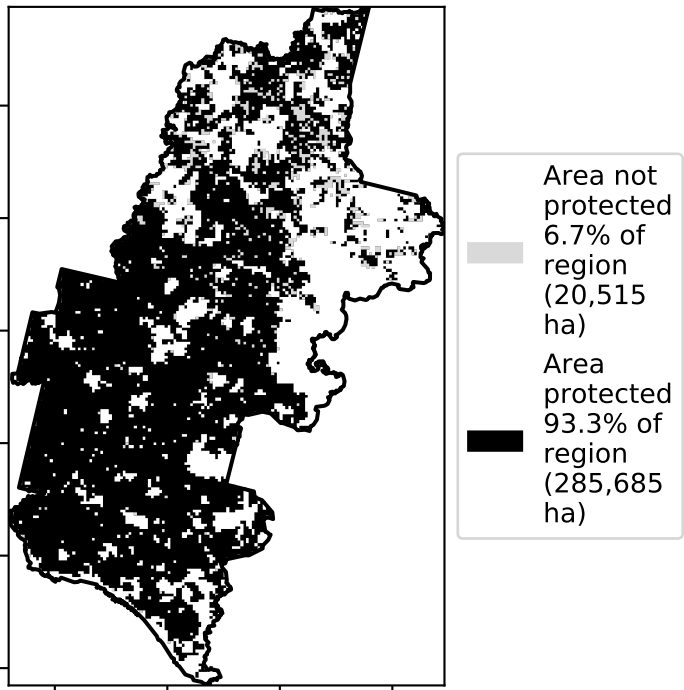 Area not
protected
6.7% of
region
(20,515
ha)
Area
protected
93.3% of
region
(285,685
ha)